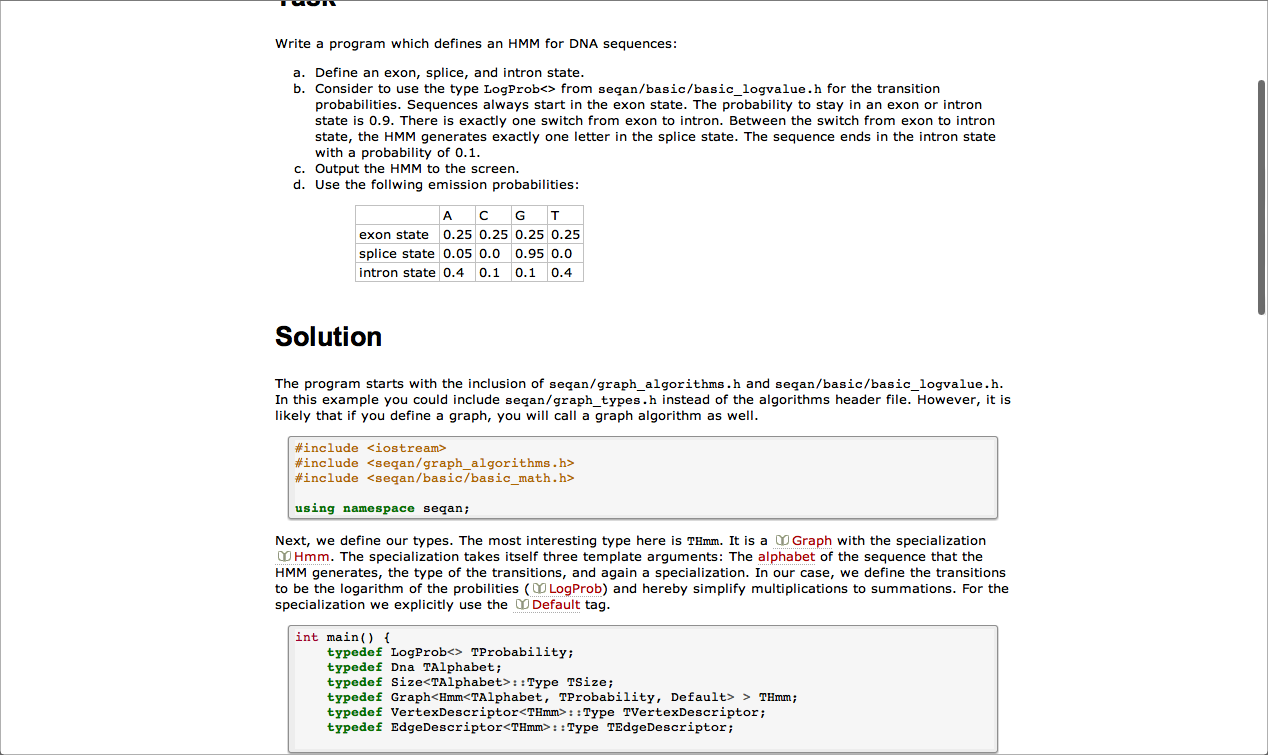 Task
Write a program which defines an HMM for DNA sequences:
a. Define an exon, splice, and intron state.
b. Consider to use the type LogProb<> from seqan/basic/basic_logvalue.h for the transition
probabilities. Sequences always start in the exon state. The probability to stay in an exon or intron
state is 0.9. There is exactly one switch from exon to intron. Between the switch from exon to intron
state, the HMM generates exactly one letter in the splice state. The sequence ends in the intron state
with a probability of 0.1.
c. Output the HMM to the screen.
d. Use the follwing emission probabilities:
A C G T
exon state 0.25 0.25 0.25 0.25
splice state 0.05 0.0 0.95 0.0
intron state 0.4 0.1 0.1 0.4
Solution
The program starts with the inclusion of seqan/graph_algorithms.h and seqan/basic/basic_logvalue.h.
In this example you could include seqan/graph_types.h instead of the algorithms header file. However, it is
likely that if you define a graph, you will call a graph algorithm as well.
#include <iostream>
#include <seqan/graph_algorithms.h>
#include <seqan/basic/basic_math.h>
using namespace seqan;
Next, we define our types. The most interesting type here is THmm. It is a Graph with the specialization
Hmm. The specialization takes itself three template arguments: The alphabet of the sequence that the
HMM generates, the type of the transitions, and again a specialization. In our case, we define the transitions
to be the logarithm of the probilities ( LogProb) and hereby simplify multiplications to summations. For the
specialization we explicitly use the Default tag.
int main() {
typedef LogProb<> TProbability;
typedef Dna TAlphabet;
typedef Size<TAlphabet>::Type TSize;
typedef Graph<Hmm<TAlphabet, TProbability, Default> > THmm;
typedef VertexDescriptor<THmm>::Type TVertexDescriptor;
typedef EdgeDescriptor<THmm>::Type TEdgeDescriptor;